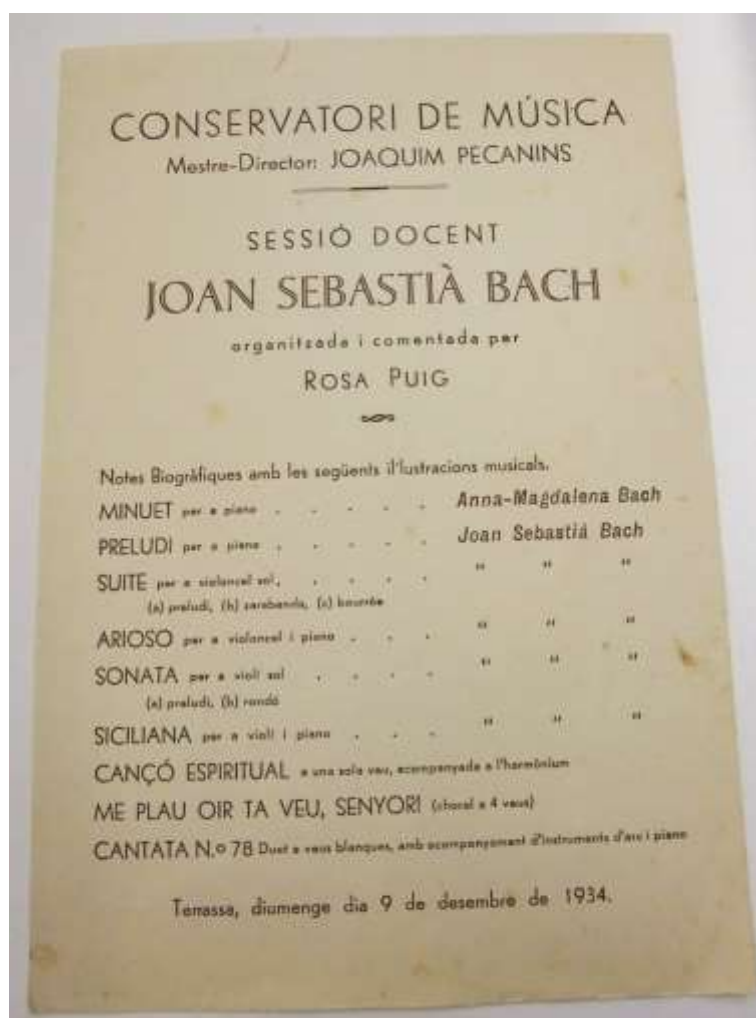 CONSERVATORI DE MÚSICA
Mestre-Director: JOAQUIM PECANINS
SESSIÓ DOCENT
JOAN SEBASTIÀ BACH
organitsada i comentada per
ROSA PUIG
Notes Biogràfiques amb les següents il'lustracions musicals.
MINUET per a piano . . . . . Anna-Magdalena Bach
PRELUDI per a piano . . . . . Joan Sebastiá Bach
SUITE per a violoncel sol, . . . . " " "
(a) preludi, (b) sarabanda, (c) bourrée
ARIOSO per a violoncel i piano . . . " " "
SONATA per a violí sol . . . . " " "
(a) preludi, (b) rondó
SICILIANA per a violí i piano . . . " " "
CANÇÓ ESPIRITUAL a una sola veu, acompanyada a l'harmònium
ME PLAU OIR TA VEU, SENYOR! (choral a 4 veus)
CANTATA N.º 78 Duet a veus blanques, amb acompanyament d'instruments d'arc i piano
Terrassa, diumenge dia 9 de desembre de 1934.